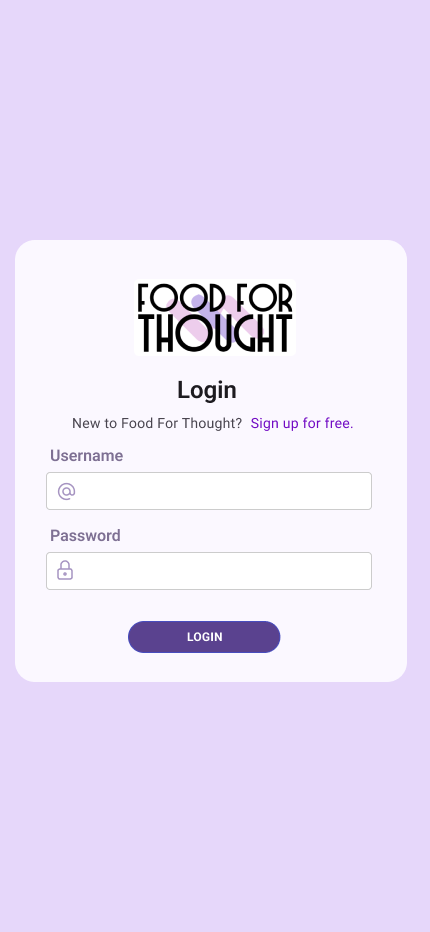 FOOD FOR
THOUGHT
Login
New to Food For Thought? Sign up for free.
Username
@
Password
LOGIN